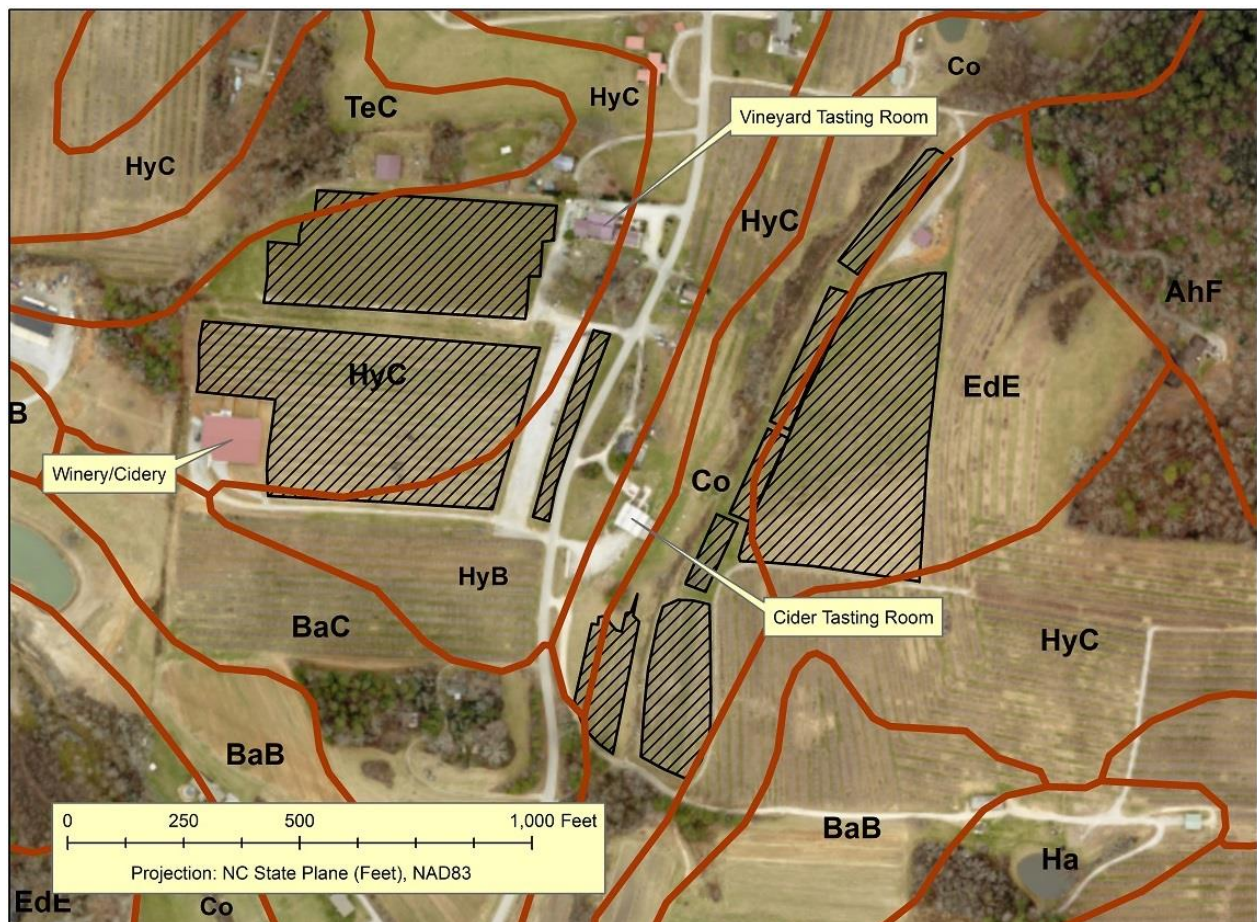 Co
HyC
TeC
Vineyard Tasting Room
HyC
HyC
AhF
HyC
EdE
B
Winery/Cidery
Co
HyB
Cider Tasting Room
BaC
HyC
BaB
0 250 500 1,000 Feet
BaB
Projection: NC State Plane (Feet), NAD83
Ha
EdE
Co